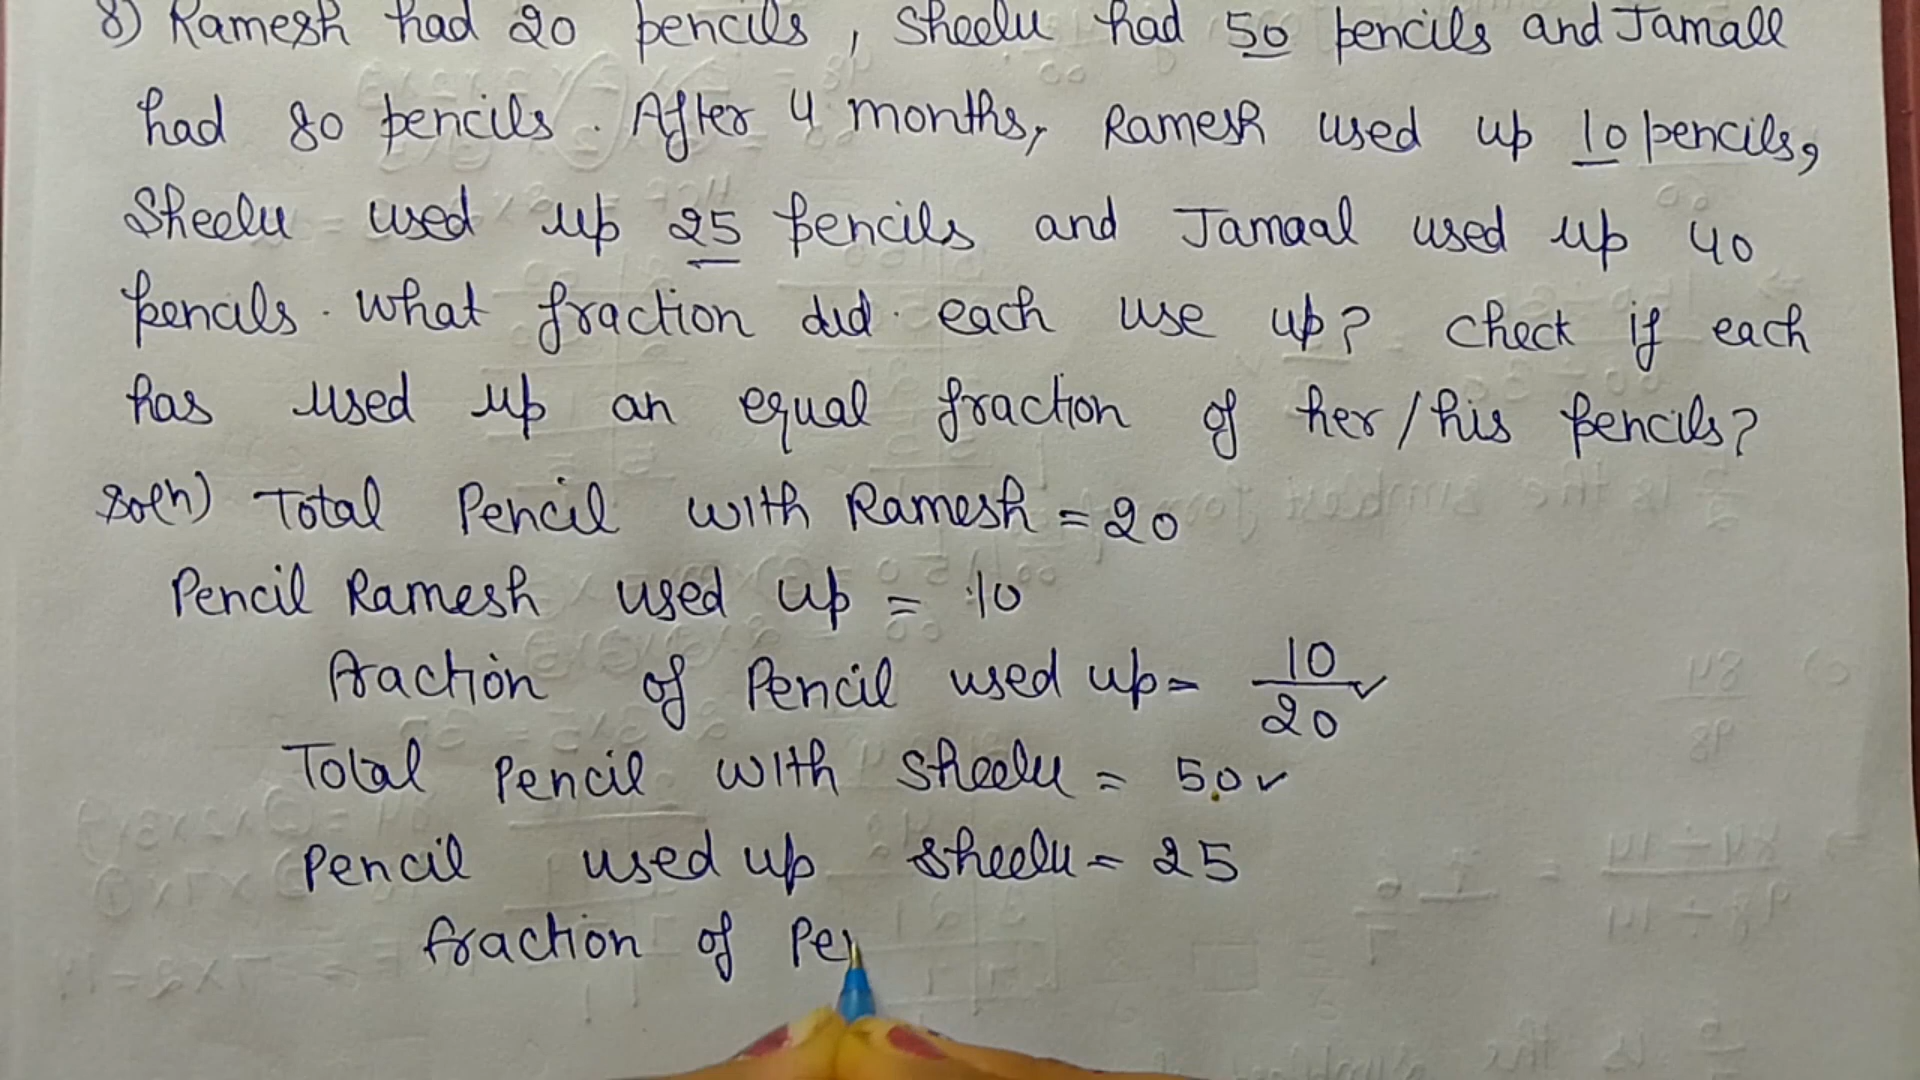 8) Ramesh had 20 pencils, Sheelu had 50 pencils and Jamall
had 80 pencils. After 4 months, Ramesh used up 10 pencils,
Sheelu used up 25 pencils and Jamaal used up 40
pencils. What fraction did each use up? Check if each
has used up an equal fraction of her/his pencils?
Soln) Total Pencil with Ramesh = 20
Pencil Ramesh used up = 10
fraction of Pencil used up = 10/20 ✓
Total Pencil with Sheelu = 50 ✓
Pencil used up Sheelu = 25
fraction of Pen